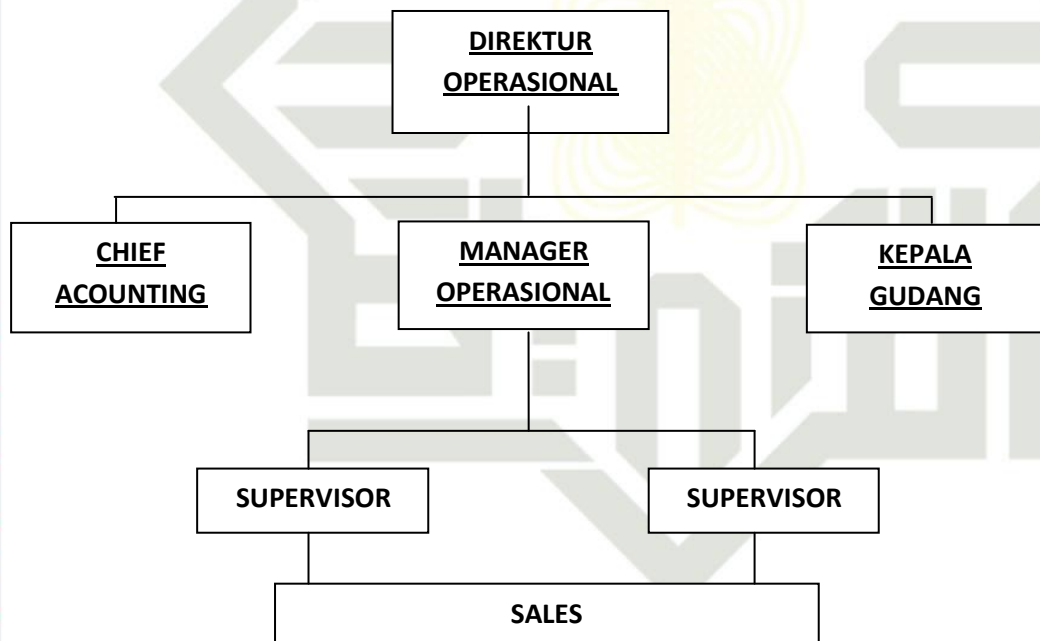 DIREKTUR
OPERASIONAL
CHIEF
ACOUNTING
MANAGER
OPERASIONAL
KEPALA
GUDANG
SUPERVISOR
SUPERVISOR
SALES